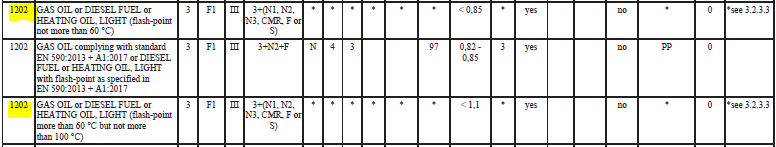 1202 GAS OIL or DIESEL FUEL or 3 F1 III 3+(N1, N2, * * * * * * < 0,85 * yes no * 0 *see 3.2.3.3
HEATING OIL, LIGHT (flash-point N3, CMR, F or
not more than 60 °C) S)
1202 GAS OIL complying with standard 3 F1 III 3+N2+F N 4 3 97 0,82 - 3 yes no PP 0
EN 590:2013 + A1:2017 or DIESEL 0,85
FUEL or HEATING OIL, LIGHT
with flash-point as specified in
EN 590:2013 + A1:2017
1202 GAS OIL or DIESEL FUEL or 3 F1 III 3+(N1, N2, * * * * * * < 1,1 * yes no * 0 *see 3.2.3.3
HEATING OIL, LIGHT (flash-point N3, CMR, F or
more than 60 °C but not more S)
than 100 °C)